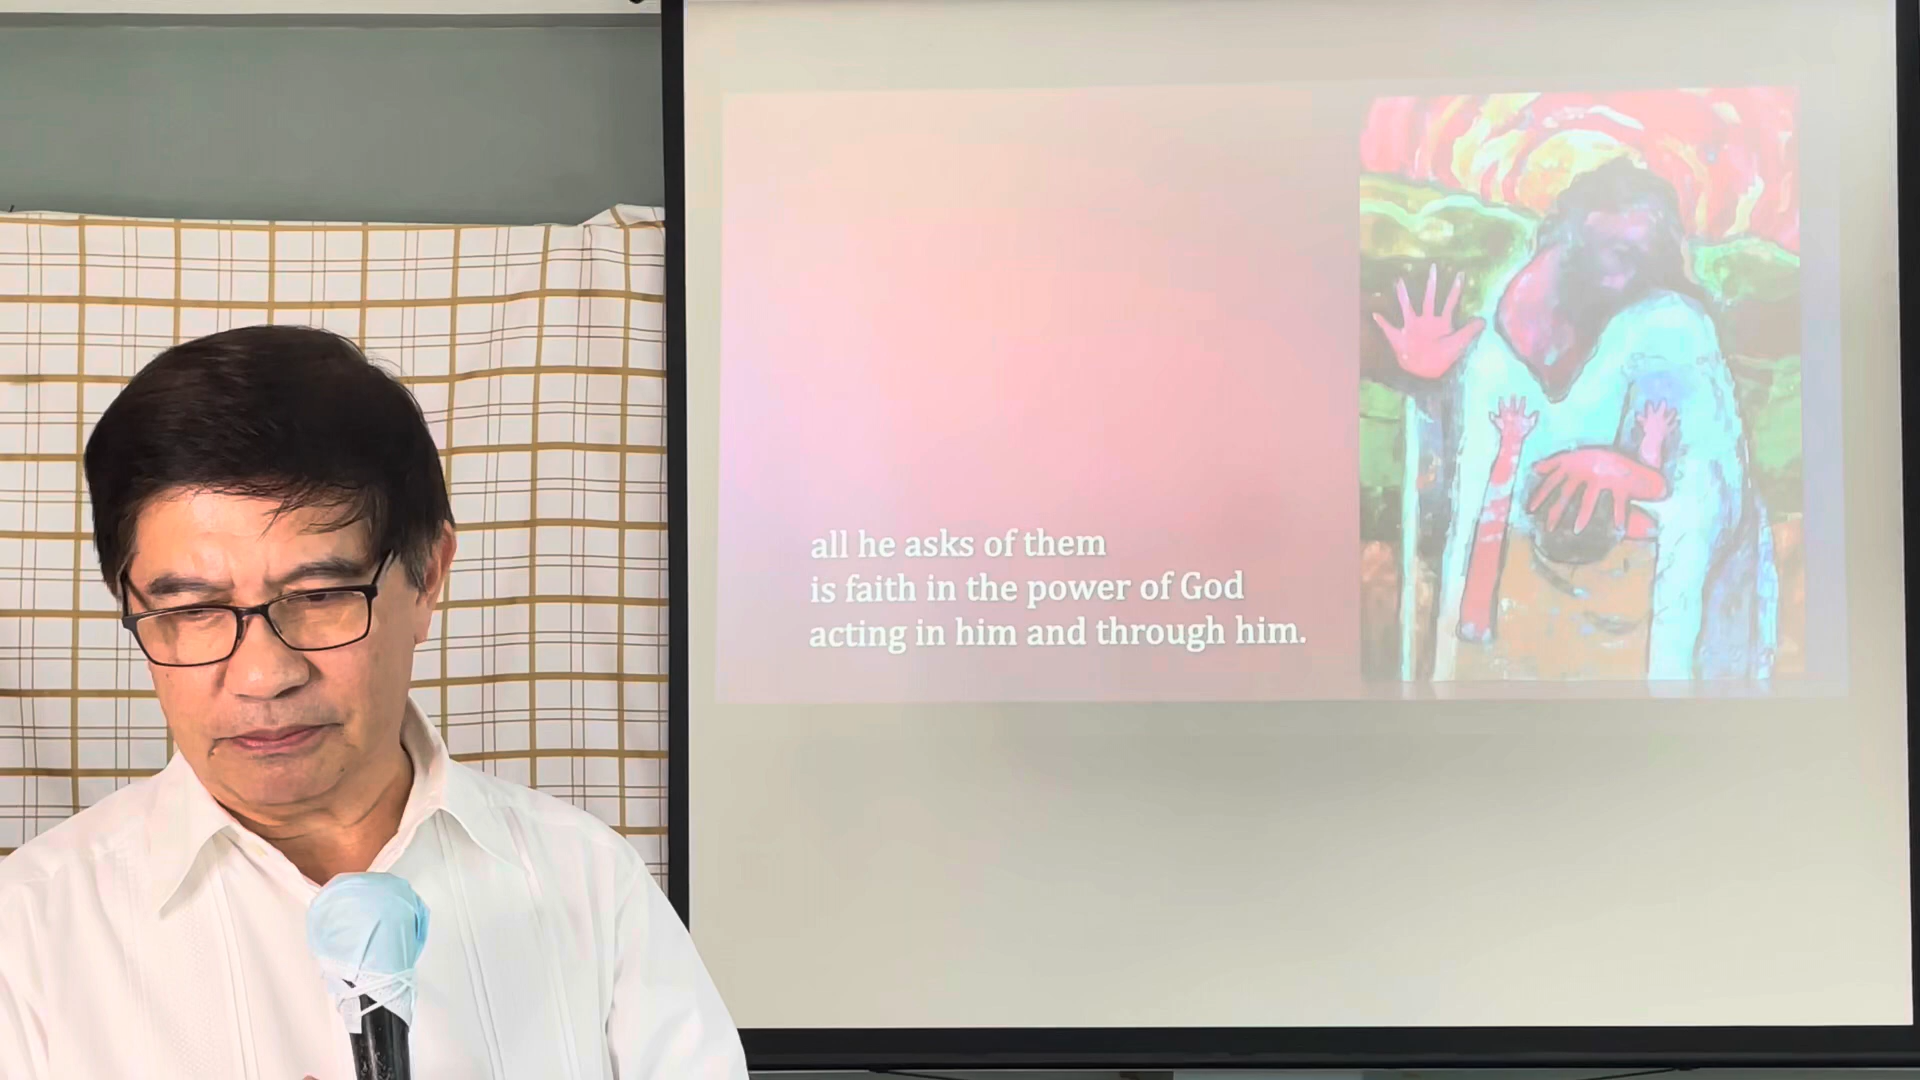 all he asks of them
is faith in the power of God
acting in him and through him.